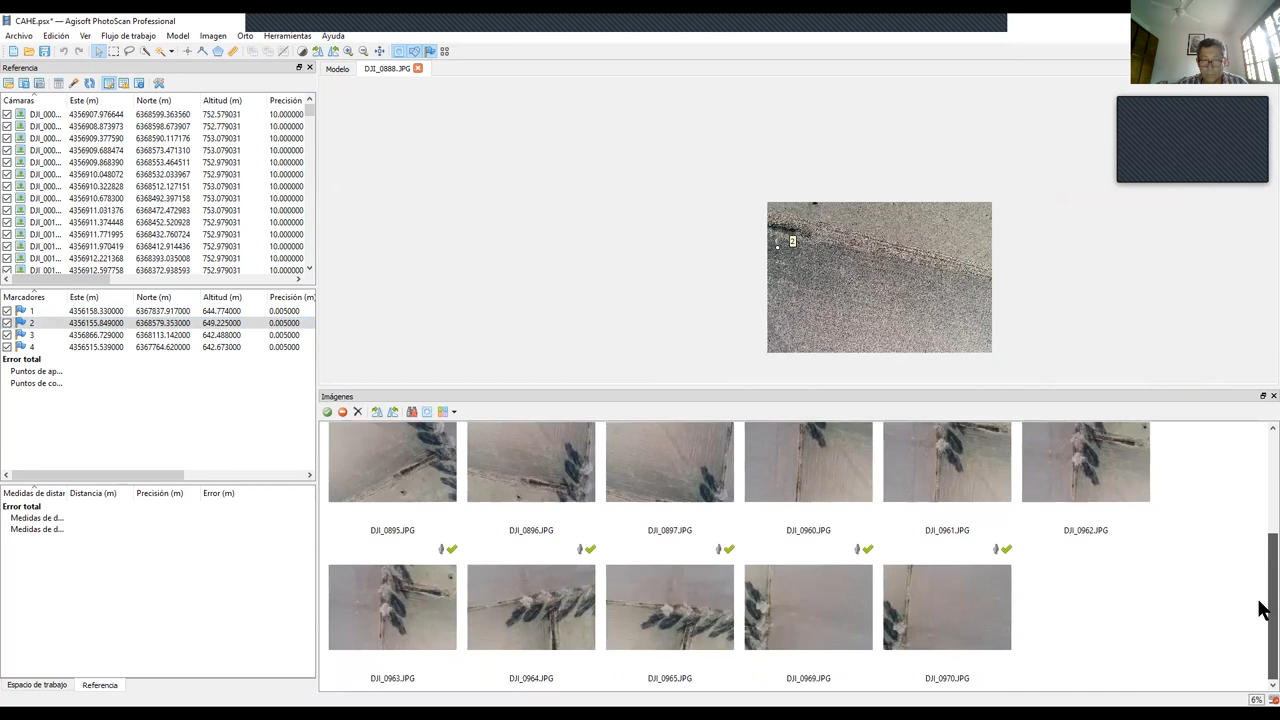 CAHE.psx* — Agisoft PhotoScan Professional
Archivo Edición Ver Flujo de trabajo Model Imagen Orto Herramientas Ayuda
Referencia
Modelo DJI_0888.JPG
Cámaras Este (m) Norte (m) Altitud (m) Precisión
DJI_000... 4356907.976644 6368599.363560 752.579031 10.000000
DJI_000... 4356908.873973 6368598.673907 752.779031 10.000000
DJI_000... 4356909.377590 6368590.117176 753.079031 10.000000
DJI_000... 4356909.688474 6368573.471310 753.079031 10.000000
DJI_000... 4356909.868390 6368553.464511 752.979031 10.000000
DJI_000... 4356910.048072 6368532.033967 752.979031 10.000000
DJI_000... 4356910.322828 6368512.127151 753.079031 10.000000
DJI_000... 4356910.678300 6368492.397158 752.979031 10.000000
DJI_001... 4356911.031376 6368472.472983 753.079031 10.000000
DJI_001... 4356911.374448 6368452.520928 752.979031 10.000000
DJI_001... 4356911.771995 6368432.735165 752.979031 10.000000
DJI_001... 4356911.970419 6368412.914436 752.979031 10.000000
DJI_001... 4356912.221368 6368393.035008 752.979031 10.000000
DJI_001... 4356912.597758 6368372.938593 752.979031 10.000000
Marcadores Este (m) Norte (m) Altitud (m) Precisión (m)
1 4356158.330000 6367837.917000 644.774000 0.005000
2 4356155.849000 6368579.353000 649.225000 0.005000
3 4356866.729000 6368113.142000 642.488000 0.005000
4 4356515.539000 6367764.620000 642.673000 0.005000
Error total
Puntos de ap...
Puntos de co...
Medidas de distar Distancia (m) Precisión (m) Error (m)
Error total
Medidas de d...
Medidas de d...
Espacio de trabajo Referencia
2
Imágenes
DJI_0895.JPG DJI_0896.JPG DJI_0897.JPG DJI_0960.JPG DJI_0961.JPG DJI_0962.JPG
DJI_0963.JPG DJI_0964.JPG DJI_0965.JPG DJI_0969.JPG DJI_0970.JPG
6%